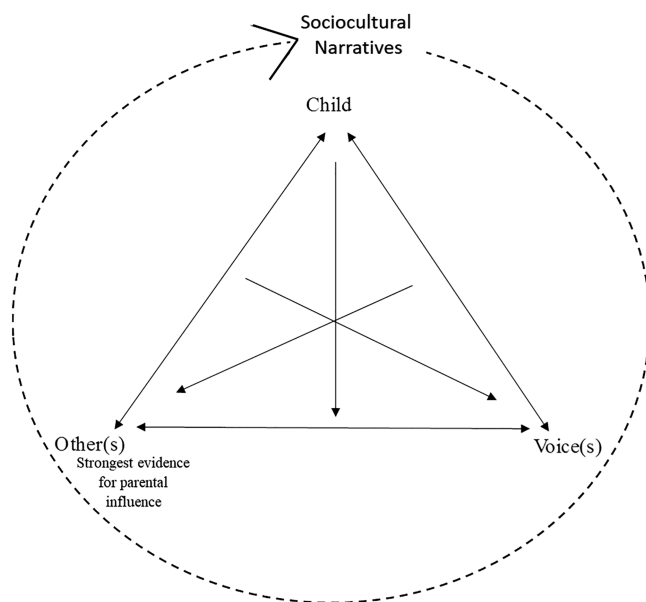 Sociocultural
Narratives
Child
Other(s)
Strongest evidence
for parental
influence
Voice(s)